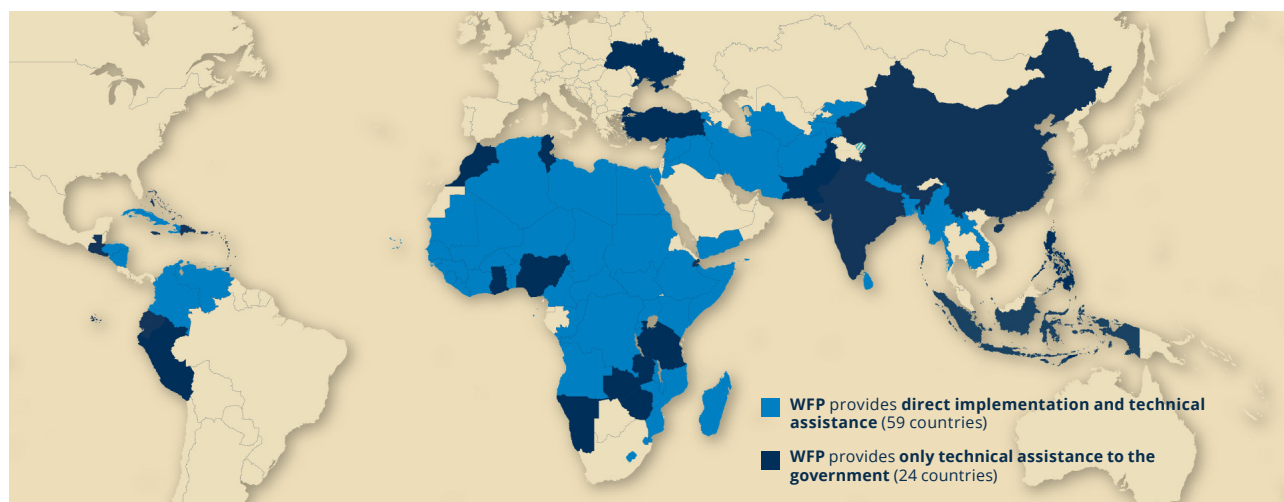 WFP provides direct implementation and technical
assistance (59 countries)
WFP provides only technical assistance to the
government (24 countries)